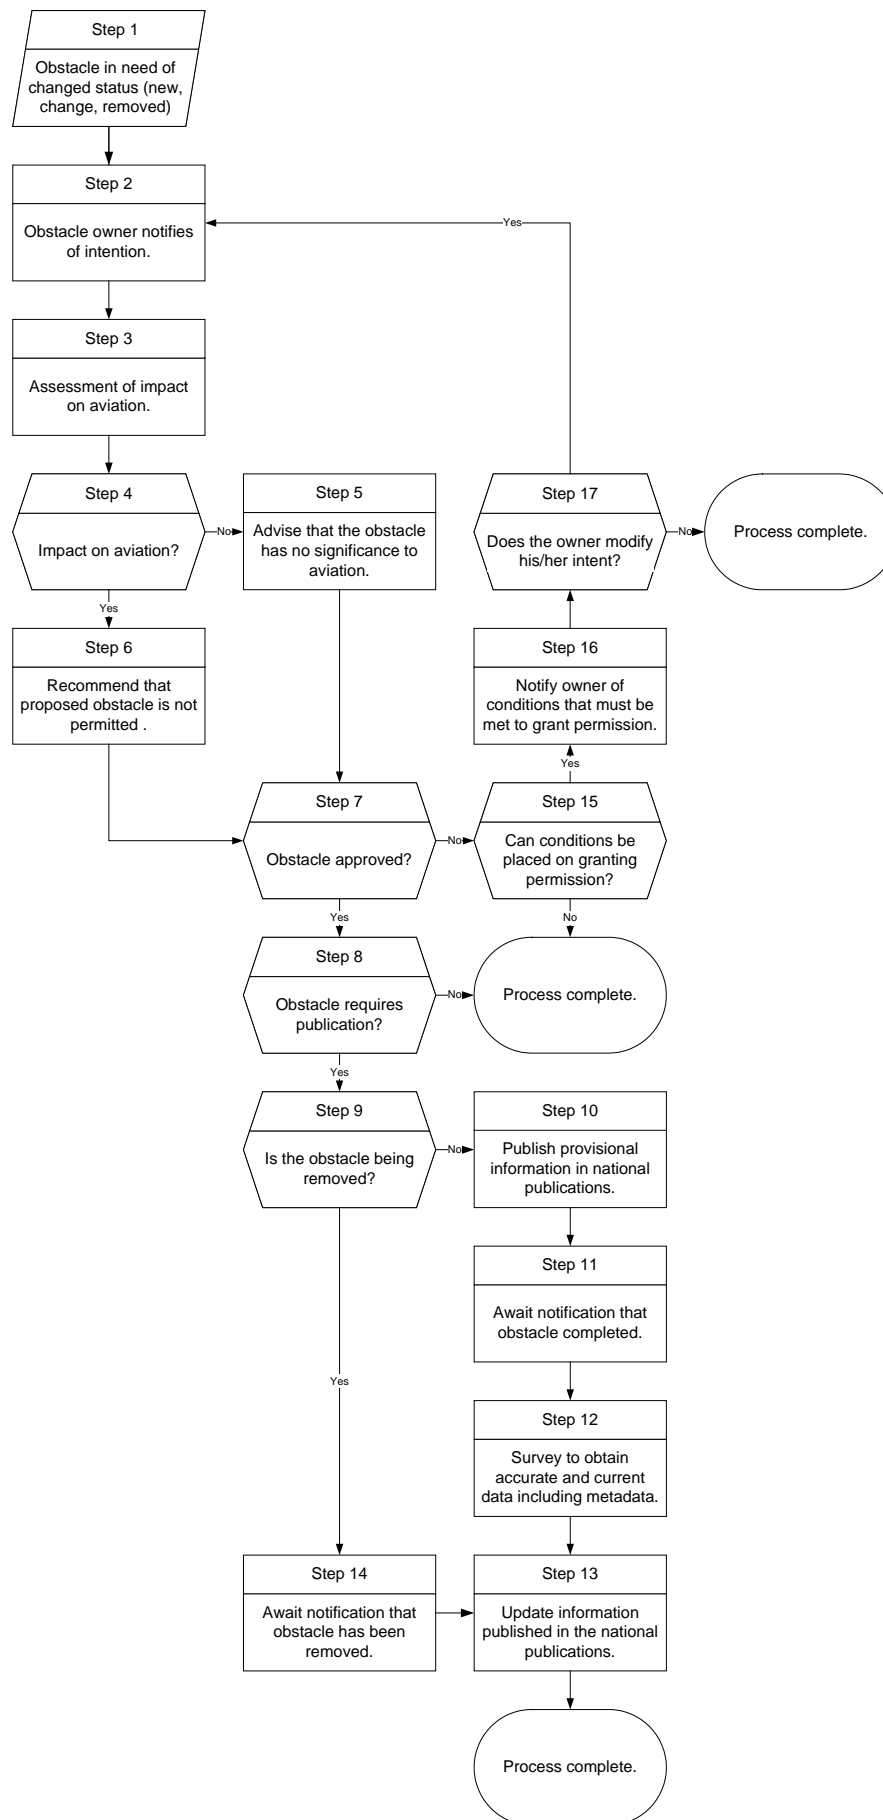 Step 1
Obstacle in need of
changed status (new,
change, removed)
Step 2
Obstacle owner notifies
of intention.
Yes
Step 3
Assessment of impact
on aviation.
Step 4
Impact on aviation?
No
Step 5
Advise that the obstacle
has no significance to
aviation.
Step 17
Does the owner modify
his/her intent?
No
Process complete.
Yes
Step 6
Recommend that
proposed obstacle is not
permitted .
Step 16
Notify owner of
conditions that must be
met to grant permission.
Yes
Step 7
Obstacle approved?
No
Step 15
Can conditions be
placed on granting
permission?
Yes
No
Step 8
Obstacle requires
publication?
No
Process complete.
Yes
Step 9
Is the obstacle being
removed?
No
Step 10
Publish provisional
information in national
publications.
Step 11
Await notification that
obstacle completed.
Yes
Step 12
Survey to obtain
accurate and current
data including metadata.
Step 14
Await notification that
obstacle has been
removed.
Step 13
Update information
published in the national
publications.
Process complete.